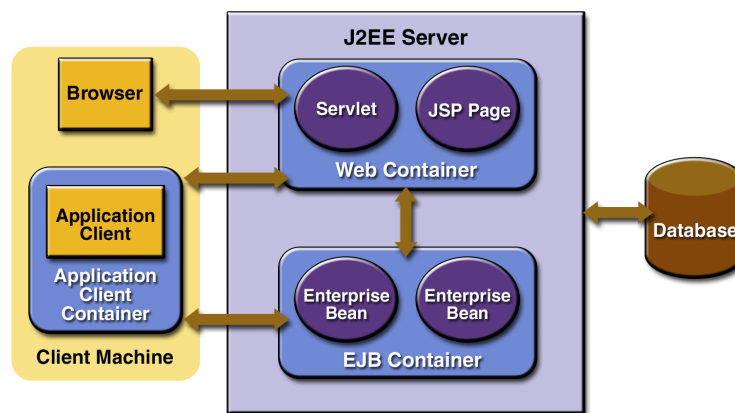 J2EE Server
Browser
Servlet
JSP Page
Web Container
Application
Client
Application
Client
Container
Client Machine
Enterprise
Bean
Enterprise
Bean
EJB Container
Database